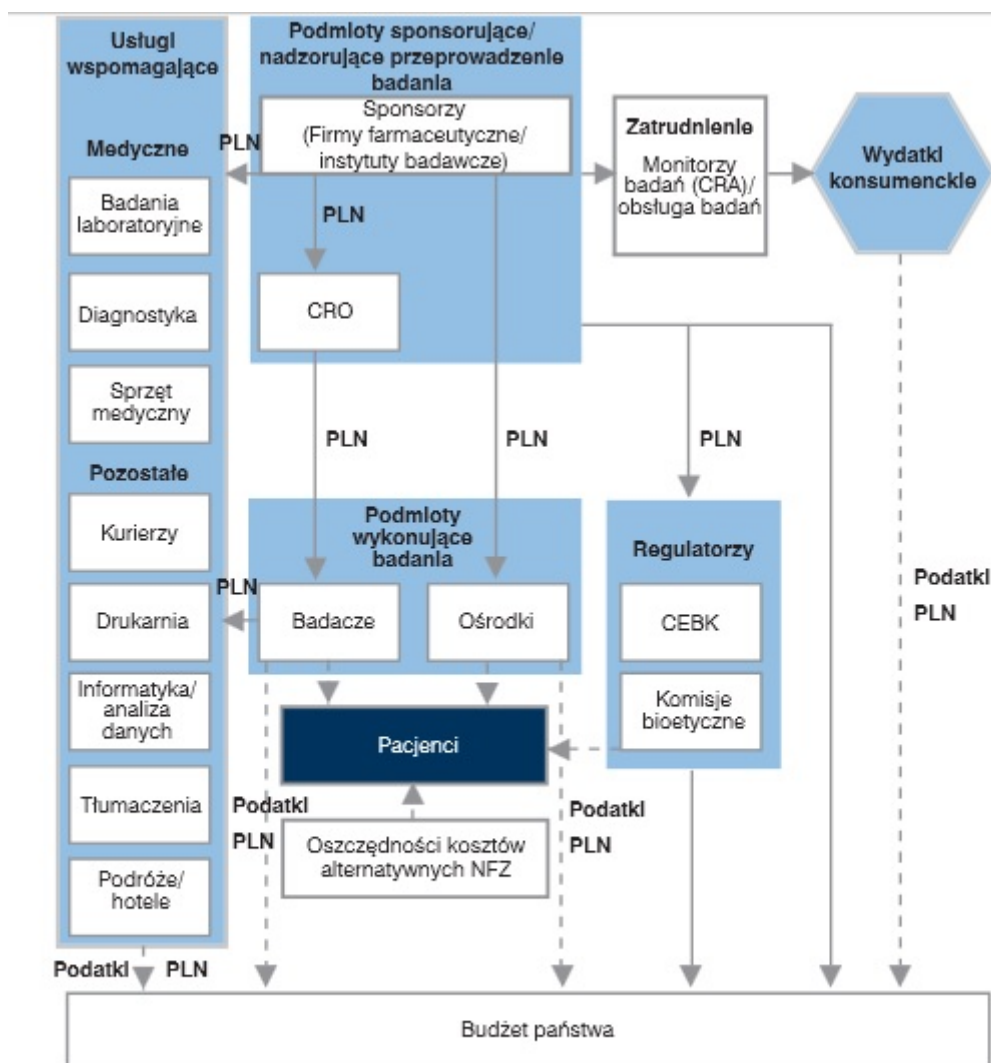 Usługi
wspomagające
Medyczne
Badania
laboratoryjne
Diagnostyka
Sprzęt
medyczny
Pozostałe
Kurierzy
Drukarnia
Informatyka/
analiza
danych
Tłumaczenia
Podróże/
hotele
Podatki PLN
PLN
Podmioty sponsorujące/
nadzorujące przeprowadzenie
badania
Sponsorzy
(Firmy farmaceutyczne/
instytuty badawcze)
PLN
CRO
PLN
PLN
Zatrudnienie
Monitorzy
badań (CRA)/
obsługa badań
Wydatki
konsumenckie
PLN
Podmioty
wykonujące
badania
PLN
Badacze
Ośrodki
Regulatorzy
CEBK
Komisje
bioetyczne
Podatki
PLN
Pacjenci
Podatki
PLN
Oszczędności kosztów
alternatywnych NFZ
Podatki
PLN
Budżet państwa